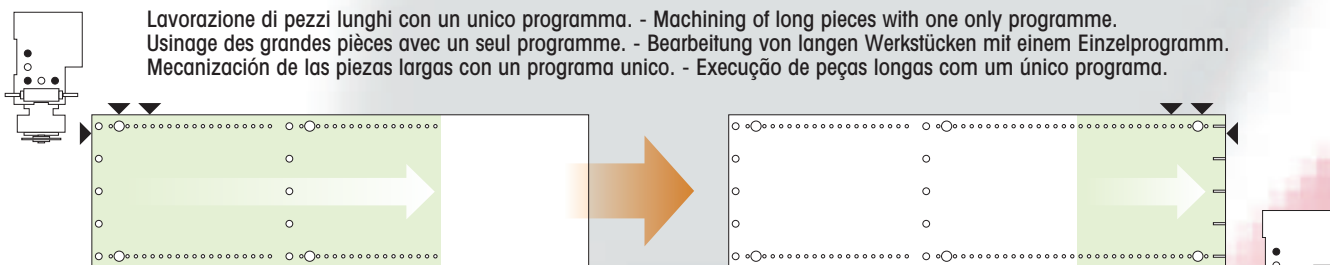 Lavorazione di pezzi lunghi con un unico programma. - Machining of long pieces with one only programme.
Usinage des grandes pièces avec un seul programme. - Bearbeitung von langen Werkstücken mit einem Einzelprogramm.
Mecanización de las piezas largas con un programa unico. - Execução de peças longas com um único programa.